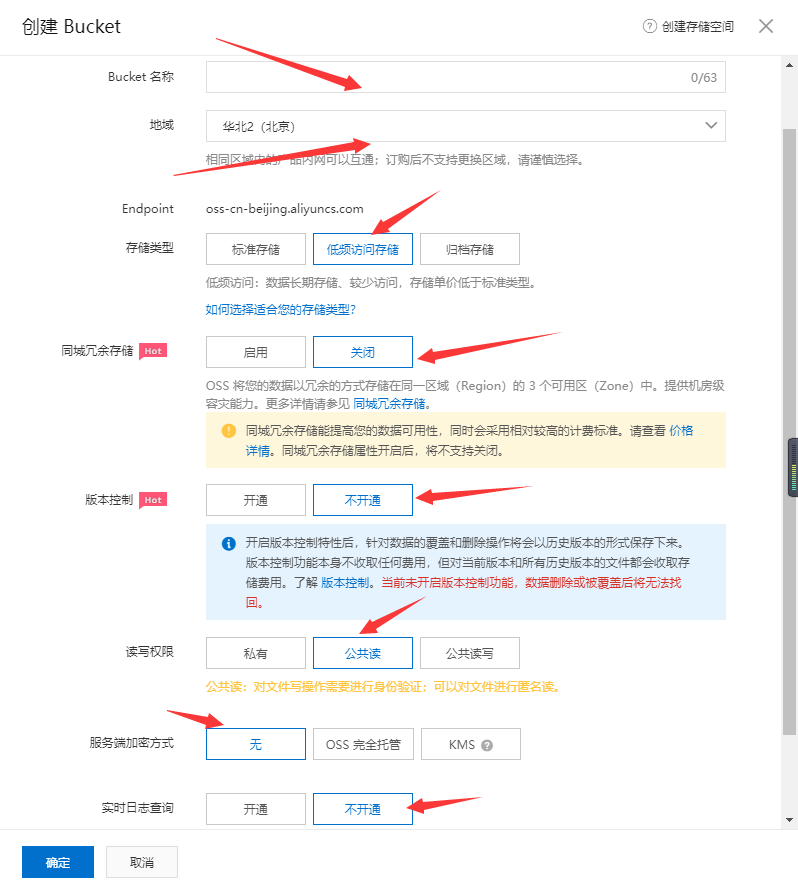 创建 Bucket
创建存储空间
Bucket 名称
0/63
地域
华北2（北京）
相同区域内的产品内网可以互通；订购后不支持更换区域，请谨慎选择。
Endpoint
oss-cn-beijing.aliyuncs.com
存储类型
标准存储
低频访问存储
归档存储
低频访问：数据长期存储、较少访问，存储单价低于标准类型。
如何选择适合您的存储类型？
同城冗余存储
Hot
启用
关闭
OSS 将您的数据以冗余的方式存储在同一区域（Region）的 3 个可用区（Zone）中。提供机房级
容灾能力。更多详情请参见 同城冗余存储。
同城冗余存储能提高您的数据可用性，同时会采用相对较高的计费标准。请查看 价格
详情。同城冗余存储属性开启后，将不支持关闭。
版本控制
Hot
开通
不开通
开启版本控制特性后，针对数据的覆盖和删除操作将会以历史版本的形式保存下来。
版本控制功能本身不收取任何费用，但对当前版本和所有历史版本的文件都会收取存
储费用。了解 版本控制。当前未开启版本控制功能，数据删除或被覆盖后将无法找
回。
读写权限
私有
公共读
公共读写
公共读：对文件写操作需要进行身份验证；可以对文件进行匿名读。
服务端加密方式
无
OSS 完全托管
KMS
实时日志查询
开通
不开通
确定
取消